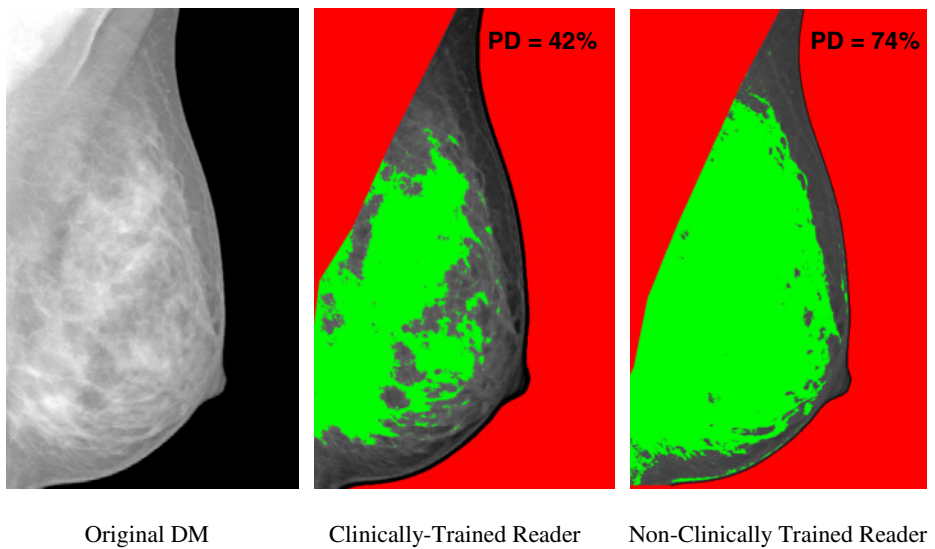 PD = 42%
PD = 74%
Original DM
Clinically-Trained Reader
Non-Clinically Trained Reader